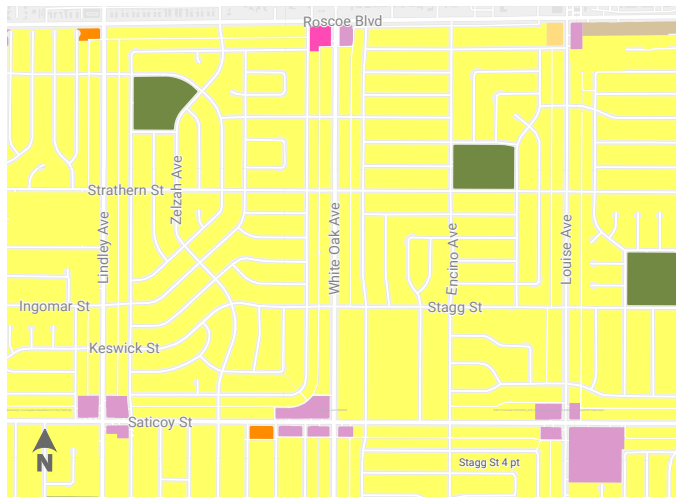 Roscoe Blvd
Zelzah Ave
Strathern St
Lindley Ave
White Oak Ave
Encino Ave
Louise Ave
Ingomar St
Stagg St
Keswick St
Saticoy St
N
Stagg St 4 pt